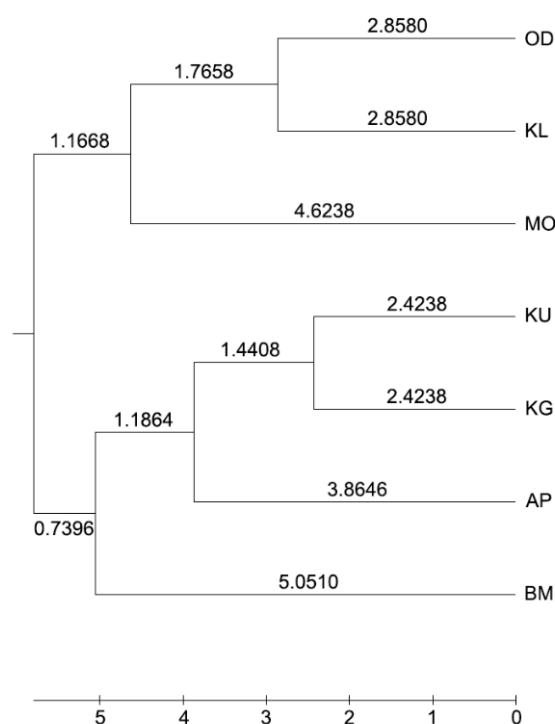 2.8580 OD
1.7658
2.8580 KL
1.1668
4.6238 MO
2.4238 KU
1.4408
2.4238 KG
1.1864
3.8646 AP
0.7396
5.0510 BM
5 4 3 2 1 0